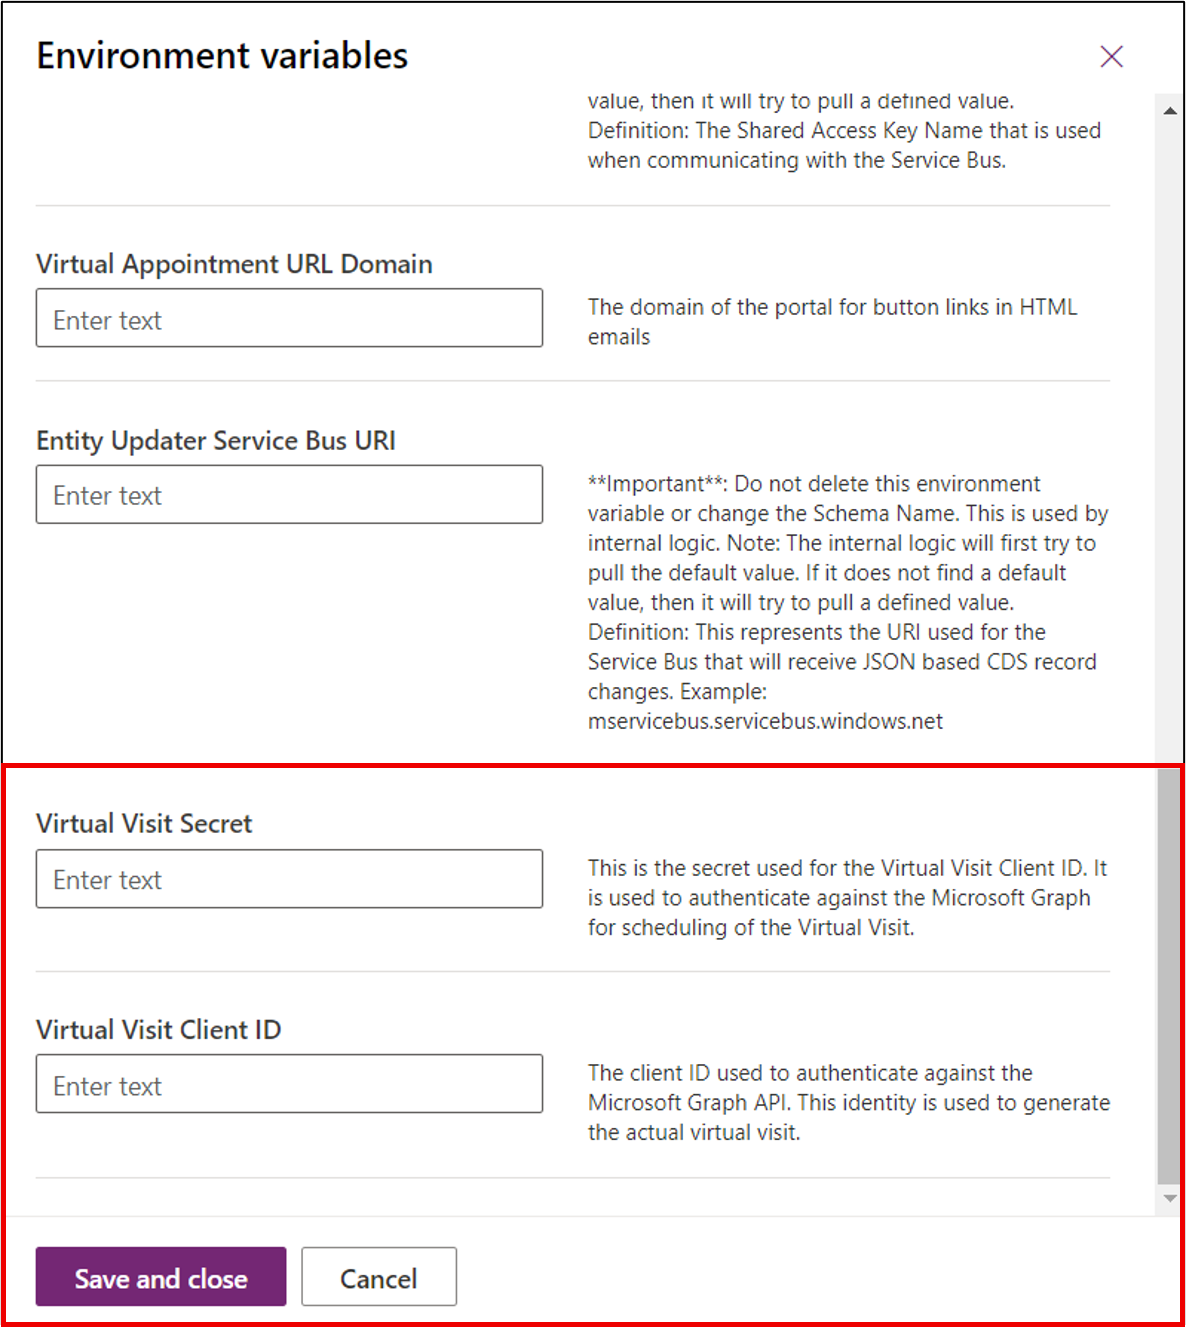 Environment variables
value, then it will try to pull a defined value.
Definition: The Shared Access Key Name that is used
when communicating with the Service Bus.
Virtual Appointment URL Domain
Enter text
The domain of the portal for button links in HTML
emails
Entity Updater Service Bus URI
Enter text
**Important**: Do not delete this environment
variable or change the Schema Name. This is used by
internal logic. Note: The internal logic will first try to
pull the default value. If it does not find a default
value, then it will try to pull a defined value.
Definition: This represents the URI used for the
Service Bus that will receive JSON based CDS record
changes. Example:
mservicebus.servicebus.windows.net
Virtual Visit Secret
Enter text
This is the secret used for the Virtual Visit Client ID. It
is used to authenticate against the Microsoft Graph
for scheduling of the Virtual Visit.
Virtual Visit Client ID
Enter text
The client ID used to authenticate against the
Microsoft Graph API. This identity is used to generate
the actual virtual visit.
Save and close
Cancel